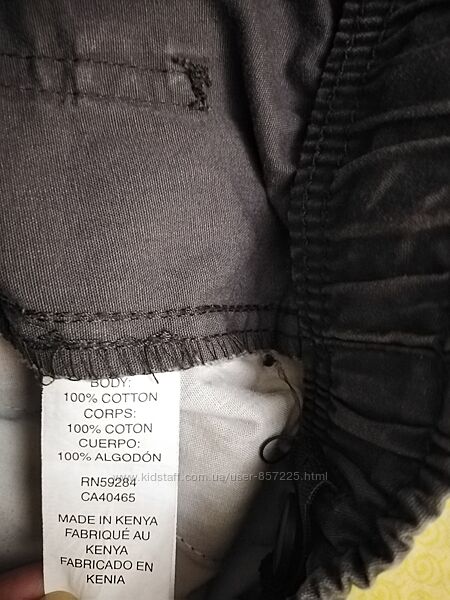 BODY:
100% COTTON
CORPS:
100% COTON
CUERPO:
100% ALGODÓN
RN59284
CA40465
MADE IN KENYA
FABRIQUÉ AU
KENYA
FABRICADO EN
KENIA
www.kidstaff.com.ua/user-857225.html